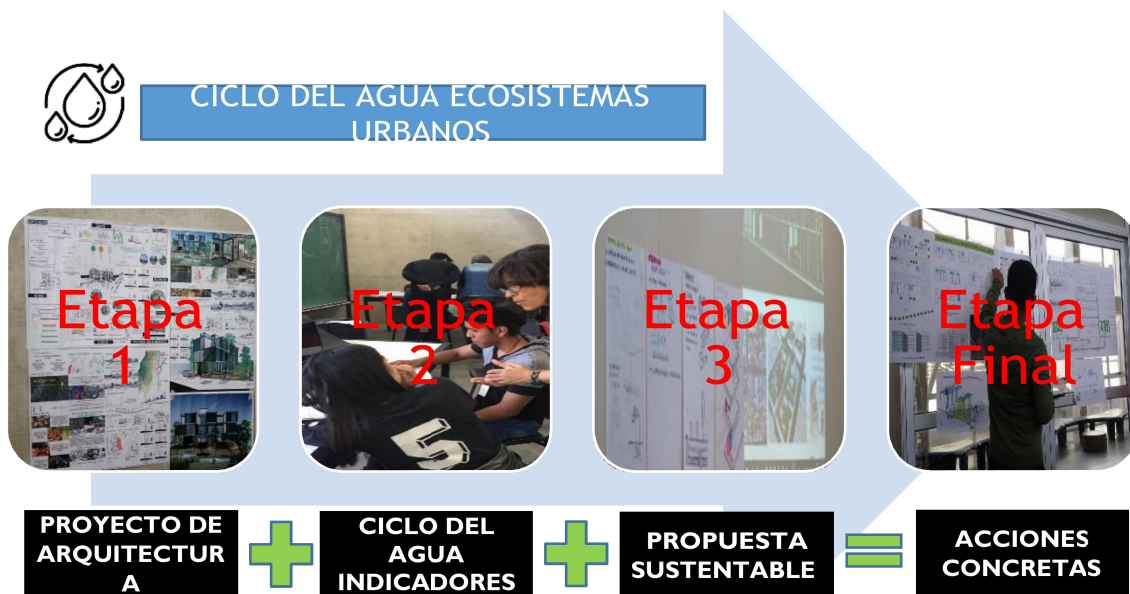 CICLO DEL AGUA ECOSISTEMAS
URBANOS
Etapa
1
Etapa
2
Etapa
3
Etapa
Final
PROYECTO DE
ARQUITECTUR
A
CICLO DEL
AGUA
INDICADORES
PROPUESTA
SUSTENTABLE
ACCIONES
CONCRETAS